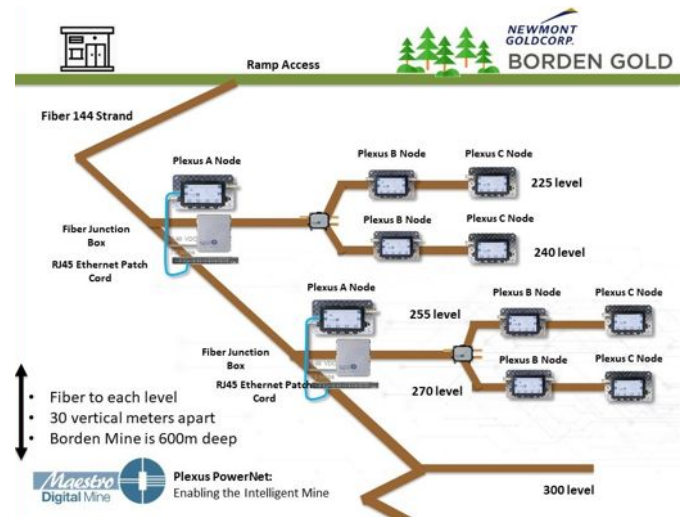 NEWMONT
GOLDCORP.
BORDEN GOLD
Ramp Access
Fiber 144 Strand
Plexus A Node
Plexus B Node
Plexus C Node
225 level
Fiber Junction
Box
Plexus B Node
Plexus C Node
240 level
RJ45 Ethernet Patch
Cord
Plexus A Node
255 level
Plexus B Node
Plexus C Node
Fiber Junction
Box
270 level
Plexus B Node
Plexus C Node
RJ45 Ethernet Patch
Cord
• Fiber to each level
• 30 vertical meters apart
• Borden Mine is 600m deep
300 level
Maestro
Digital Mine
Plexus PowerNet:
Enabling the Intelligent Mine